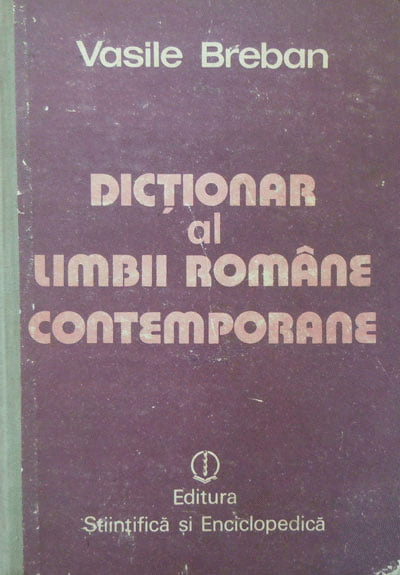 Vasile Breban
DICȚIONAR
al
LIMBII ROMÂNE
CONTEMPORANE
Editura
Științifică și Enciclopedică